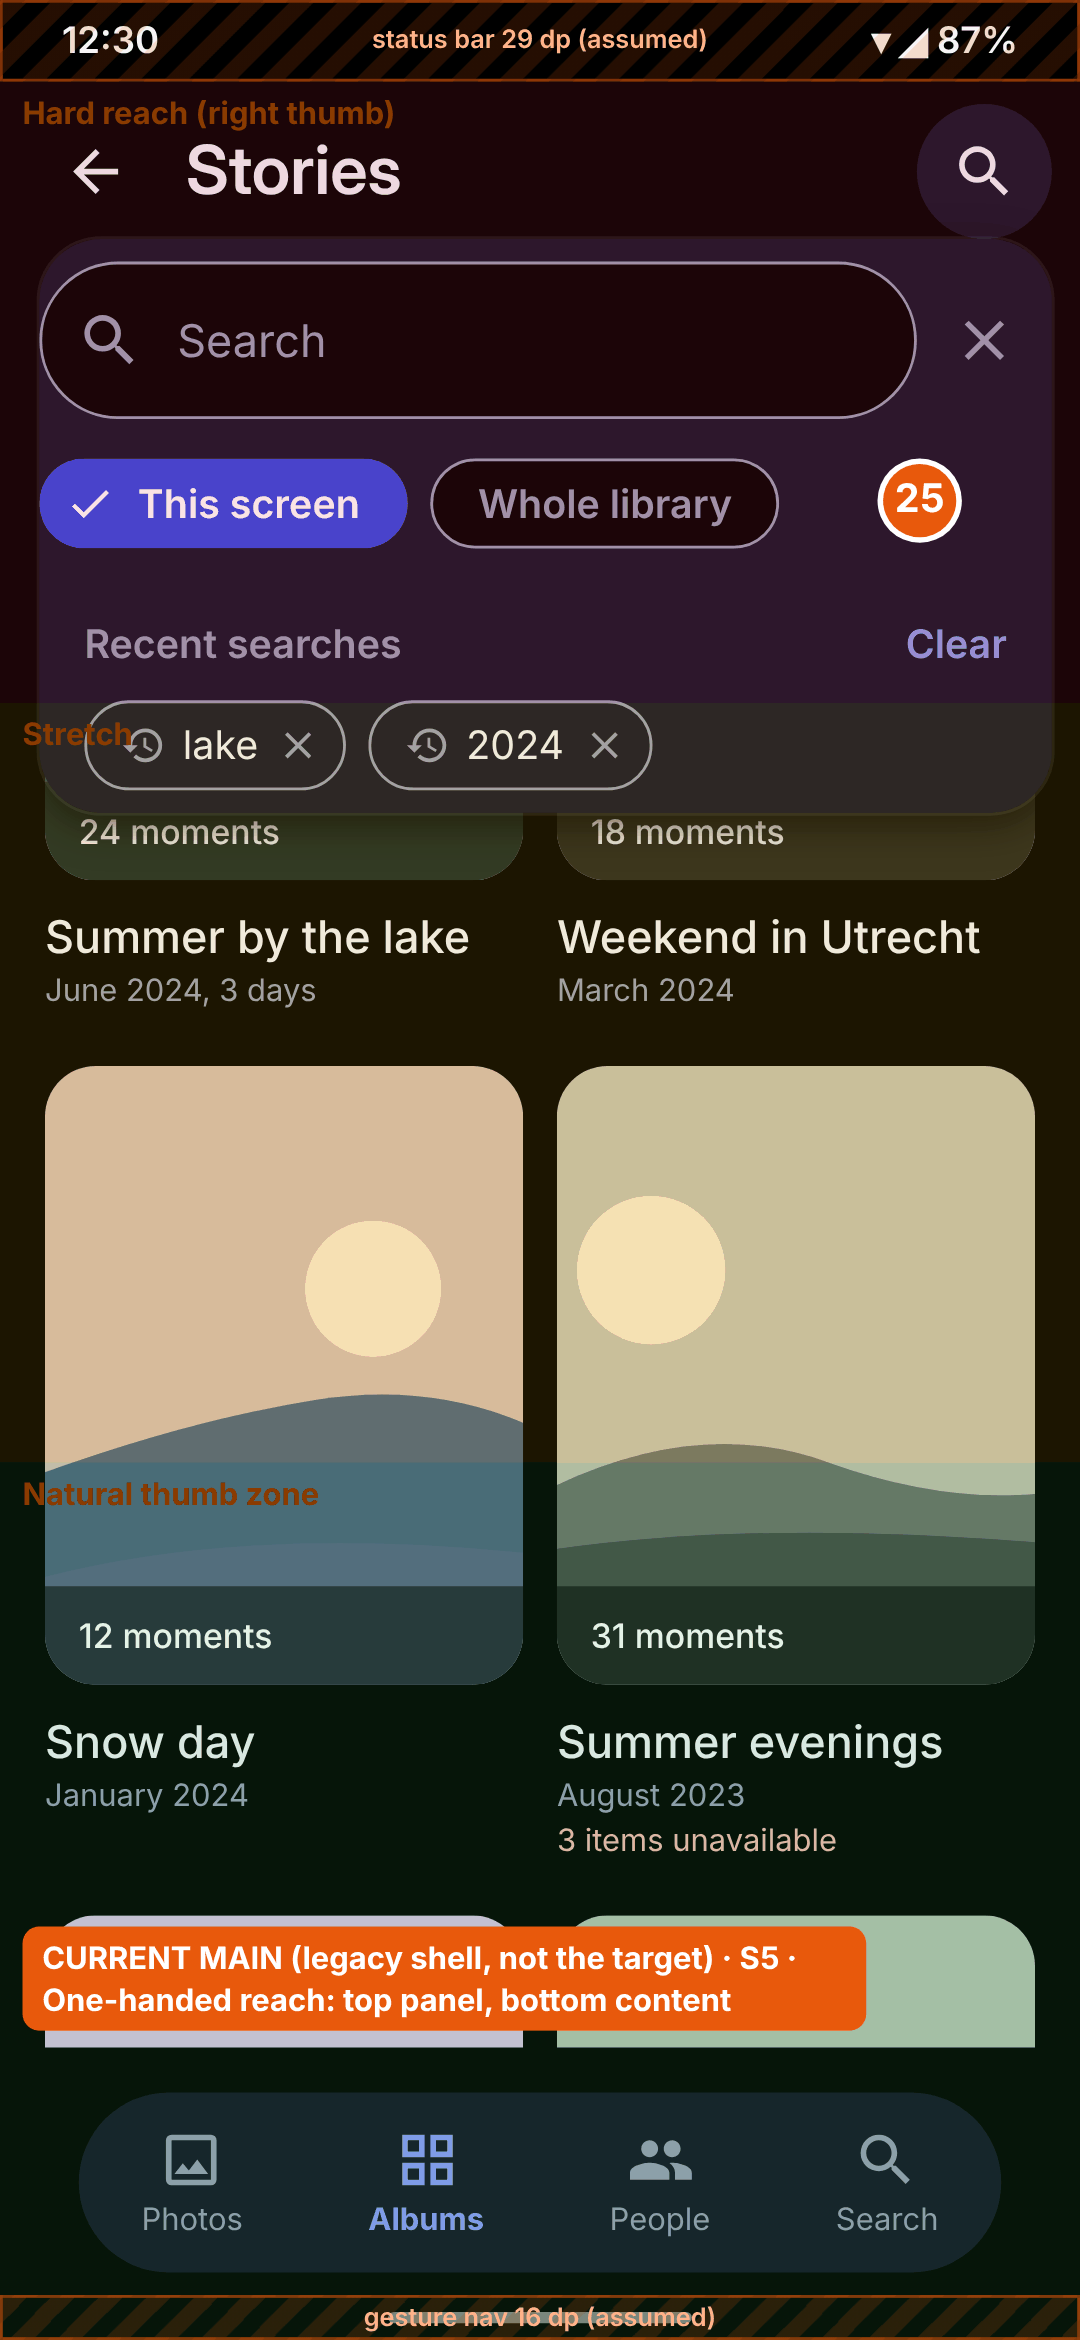 12:30
status bar 29 dp (assumed)
87%
Hard reach (right thumb)
Stories
Search
This screen
Whole library
25
Recent searches
Clear
Stretch
lake
2024
24 moments
18 moments
Summer by the lake
Weekend in Utrecht
June 2024, 3 days
March 2024
Natural thumb zone
12 moments
31 moments
Snow day
Summer evenings
January 2024
August 2023
3 items unavailable
CURRENT MAIN (legacy shell, not the target) · S5 ·
One-handed reach: top panel, bottom content
Photos
Albums
People
Search
gesture nav 16 dp (assumed)